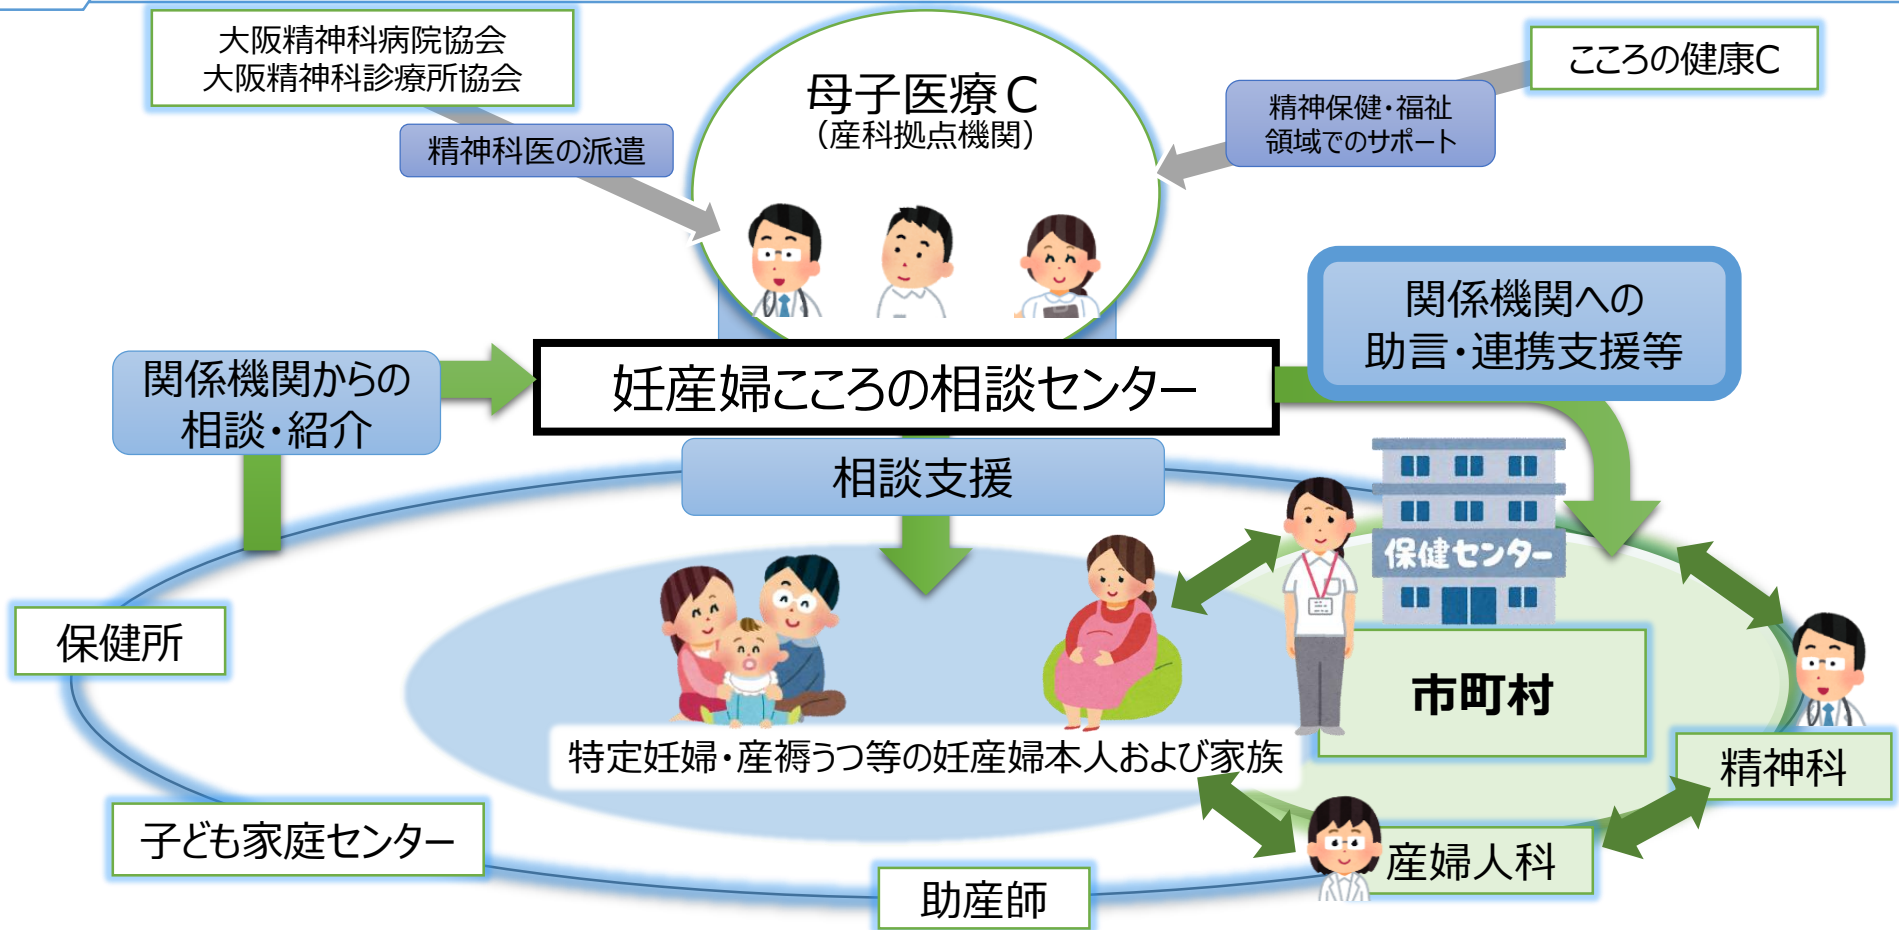 大阪精神科病院協会
大阪精神科診療所協会
母子医療C
（産科拠点機関）
こころの健康C
精神科医の派遣
精神保健・福祉
領域でのサポート
関係機関からの
相談・紹介
妊産婦こころの相談センター
関係機関への
助言・連携支援等
相談支援
保健センター
保健所
市町村
特定妊婦・産褥うつ等の妊産婦本人および家族
精神科
子ども家庭センター
産婦人科
助産師